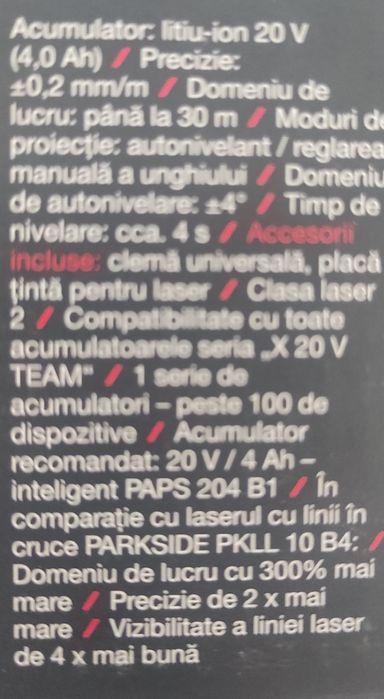 Acumulator: litiu-ion 20 V
(4,0 Ah) / Precizie:
±0,2 mm/m / Domeniu de
lucru: până la 30 m / Moduri de
proiecție: autonivelant / reglarea
manuală a unghiului / Domeniu
de autonivelare: ±4° / Timp de
nivelare: cca. 4 s / Accesorii
incluse: clemă universală, placă
țintă pentru laser / Clasa laser
2 / Compatibilitate cu toate
acumulatoarele seria „X 20 V
TEAM“ / 1 serie de
acumulatori – peste 100 de
dispozitive / Acumulator
recomandat: 20 V / 4 Ah –
inteligent PAPS 204 B1 / În
comparație cu laserul cu linii în
cruce PARKSIDE PKLL 10 B4: /
Domeniu de lucru cu 300% mai
mare / Precizie de 2 x mai
mare / Vizibilitate a liniei laser
de 4 x mai bună